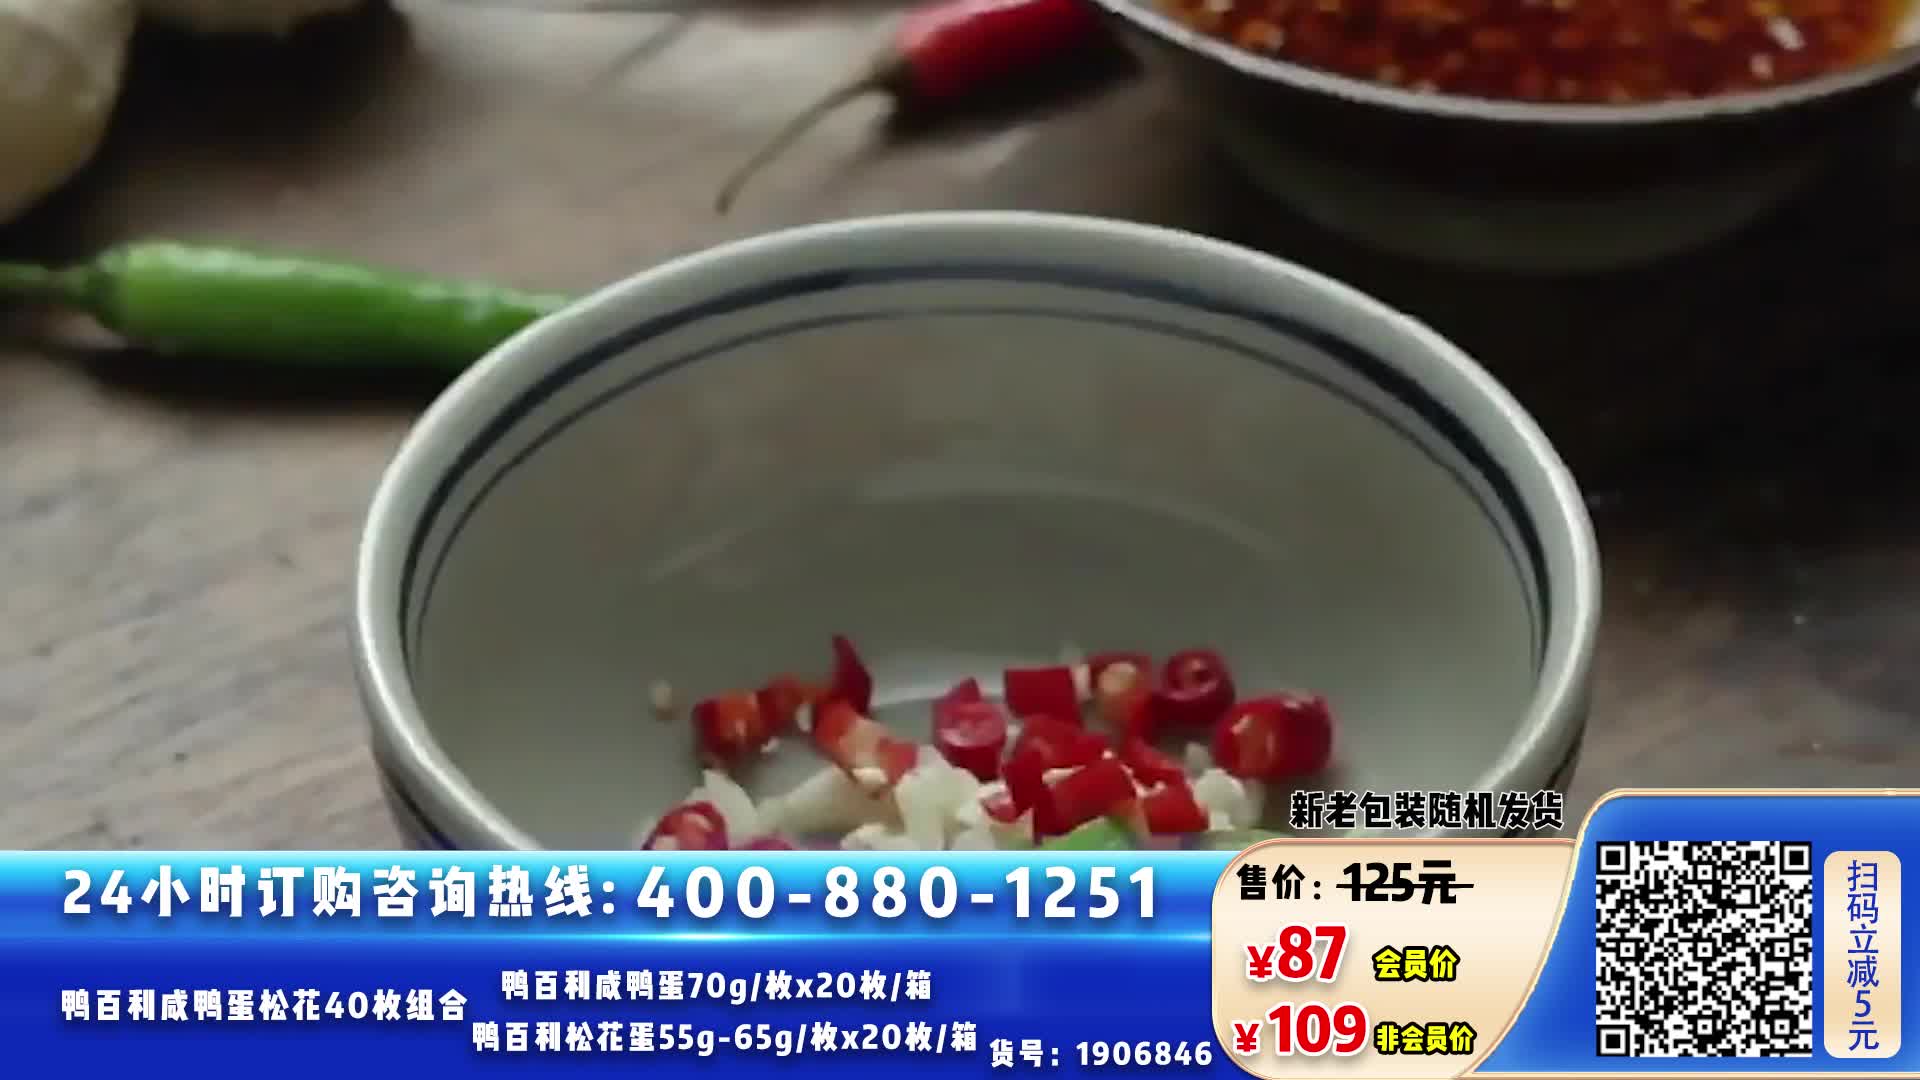 新老包装随机发货
24小时订购咨询热线:400-880-1251
售价:125元
¥87 会员价
¥109 非会员价
鸭百利咸鸭蛋松花40枚组合
鸭百利咸鸭蛋70g/枚x20枚/箱
鸭百利松花蛋55g-65g/枚x20枚/箱
货号:1906846
扫码立减5元